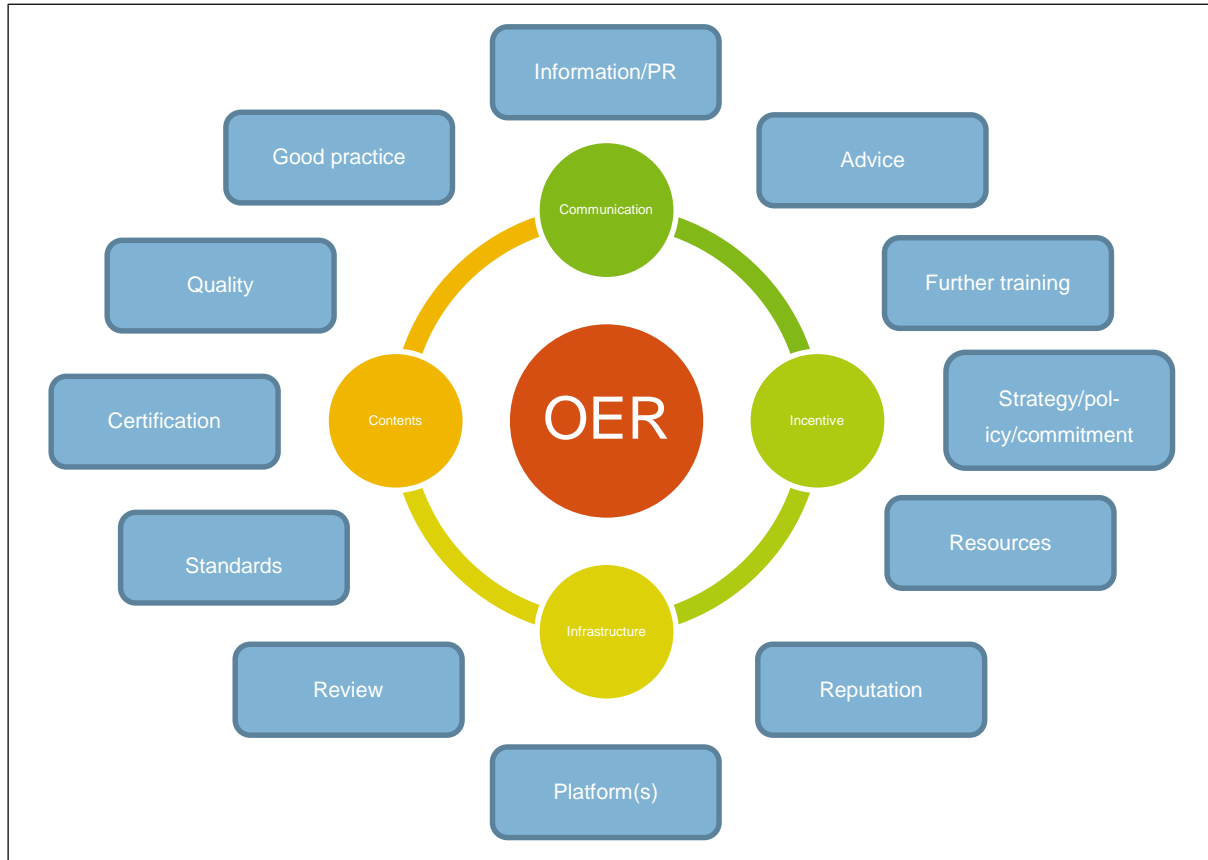 Information/PR
Good practice
Advice
Communication
Quality
Further training
Certification
Contents
OER
Incentive
Strategy/pol-
icy/commitment
Standards
Resources
Infrastructure
Review
Reputation
Platform(s)